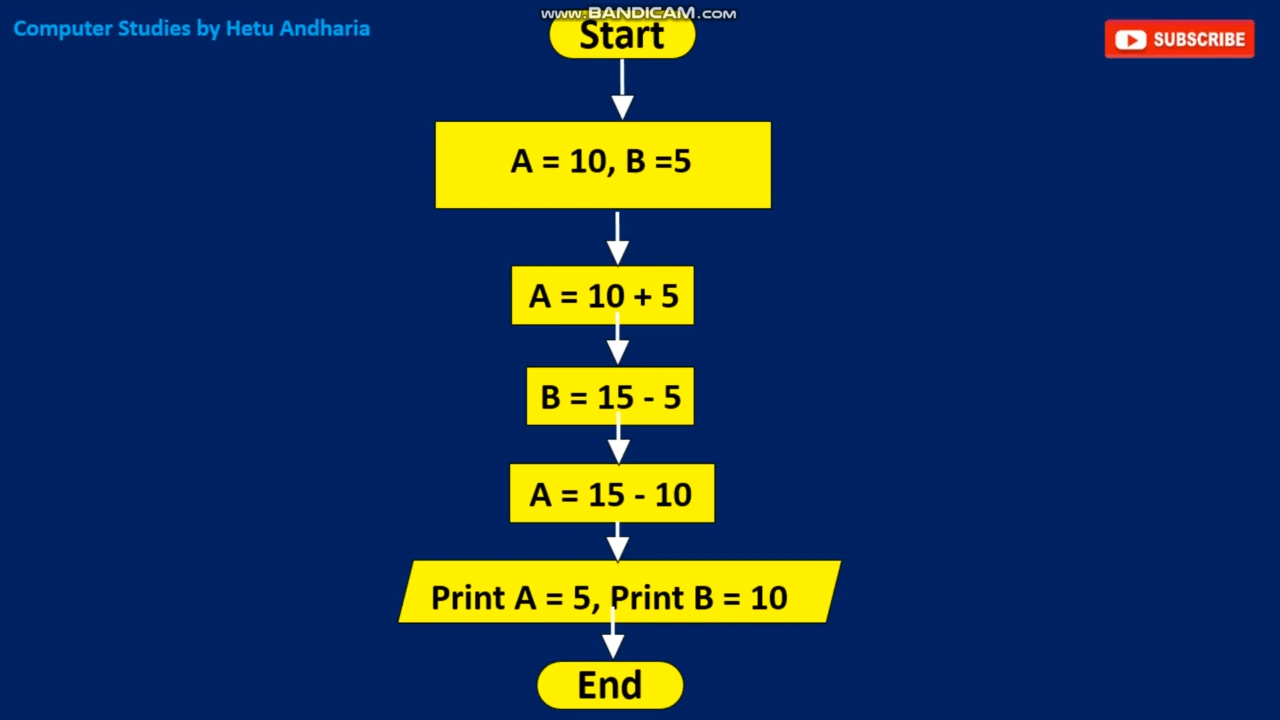 www.BANDICAM.com
Computer Studies by Hetu Andharia
Start
SUBSCRIBE
A = 10, B =5
A = 10 + 5
B = 15 - 5
A = 15 - 10
Print A = 5, Print B = 10
End